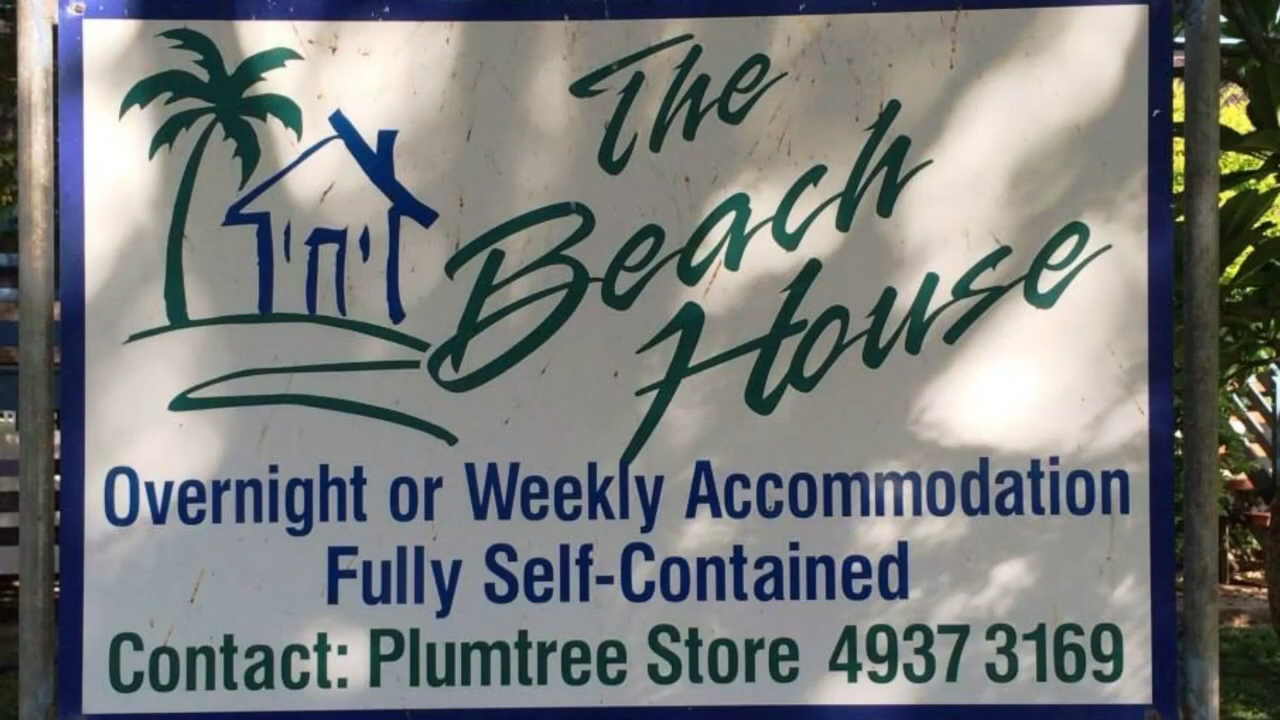 The
Beach
House
Overnight or Weekly Accommodation
Fully Self-Contained
Contact: Plumtree Store 4937 3169